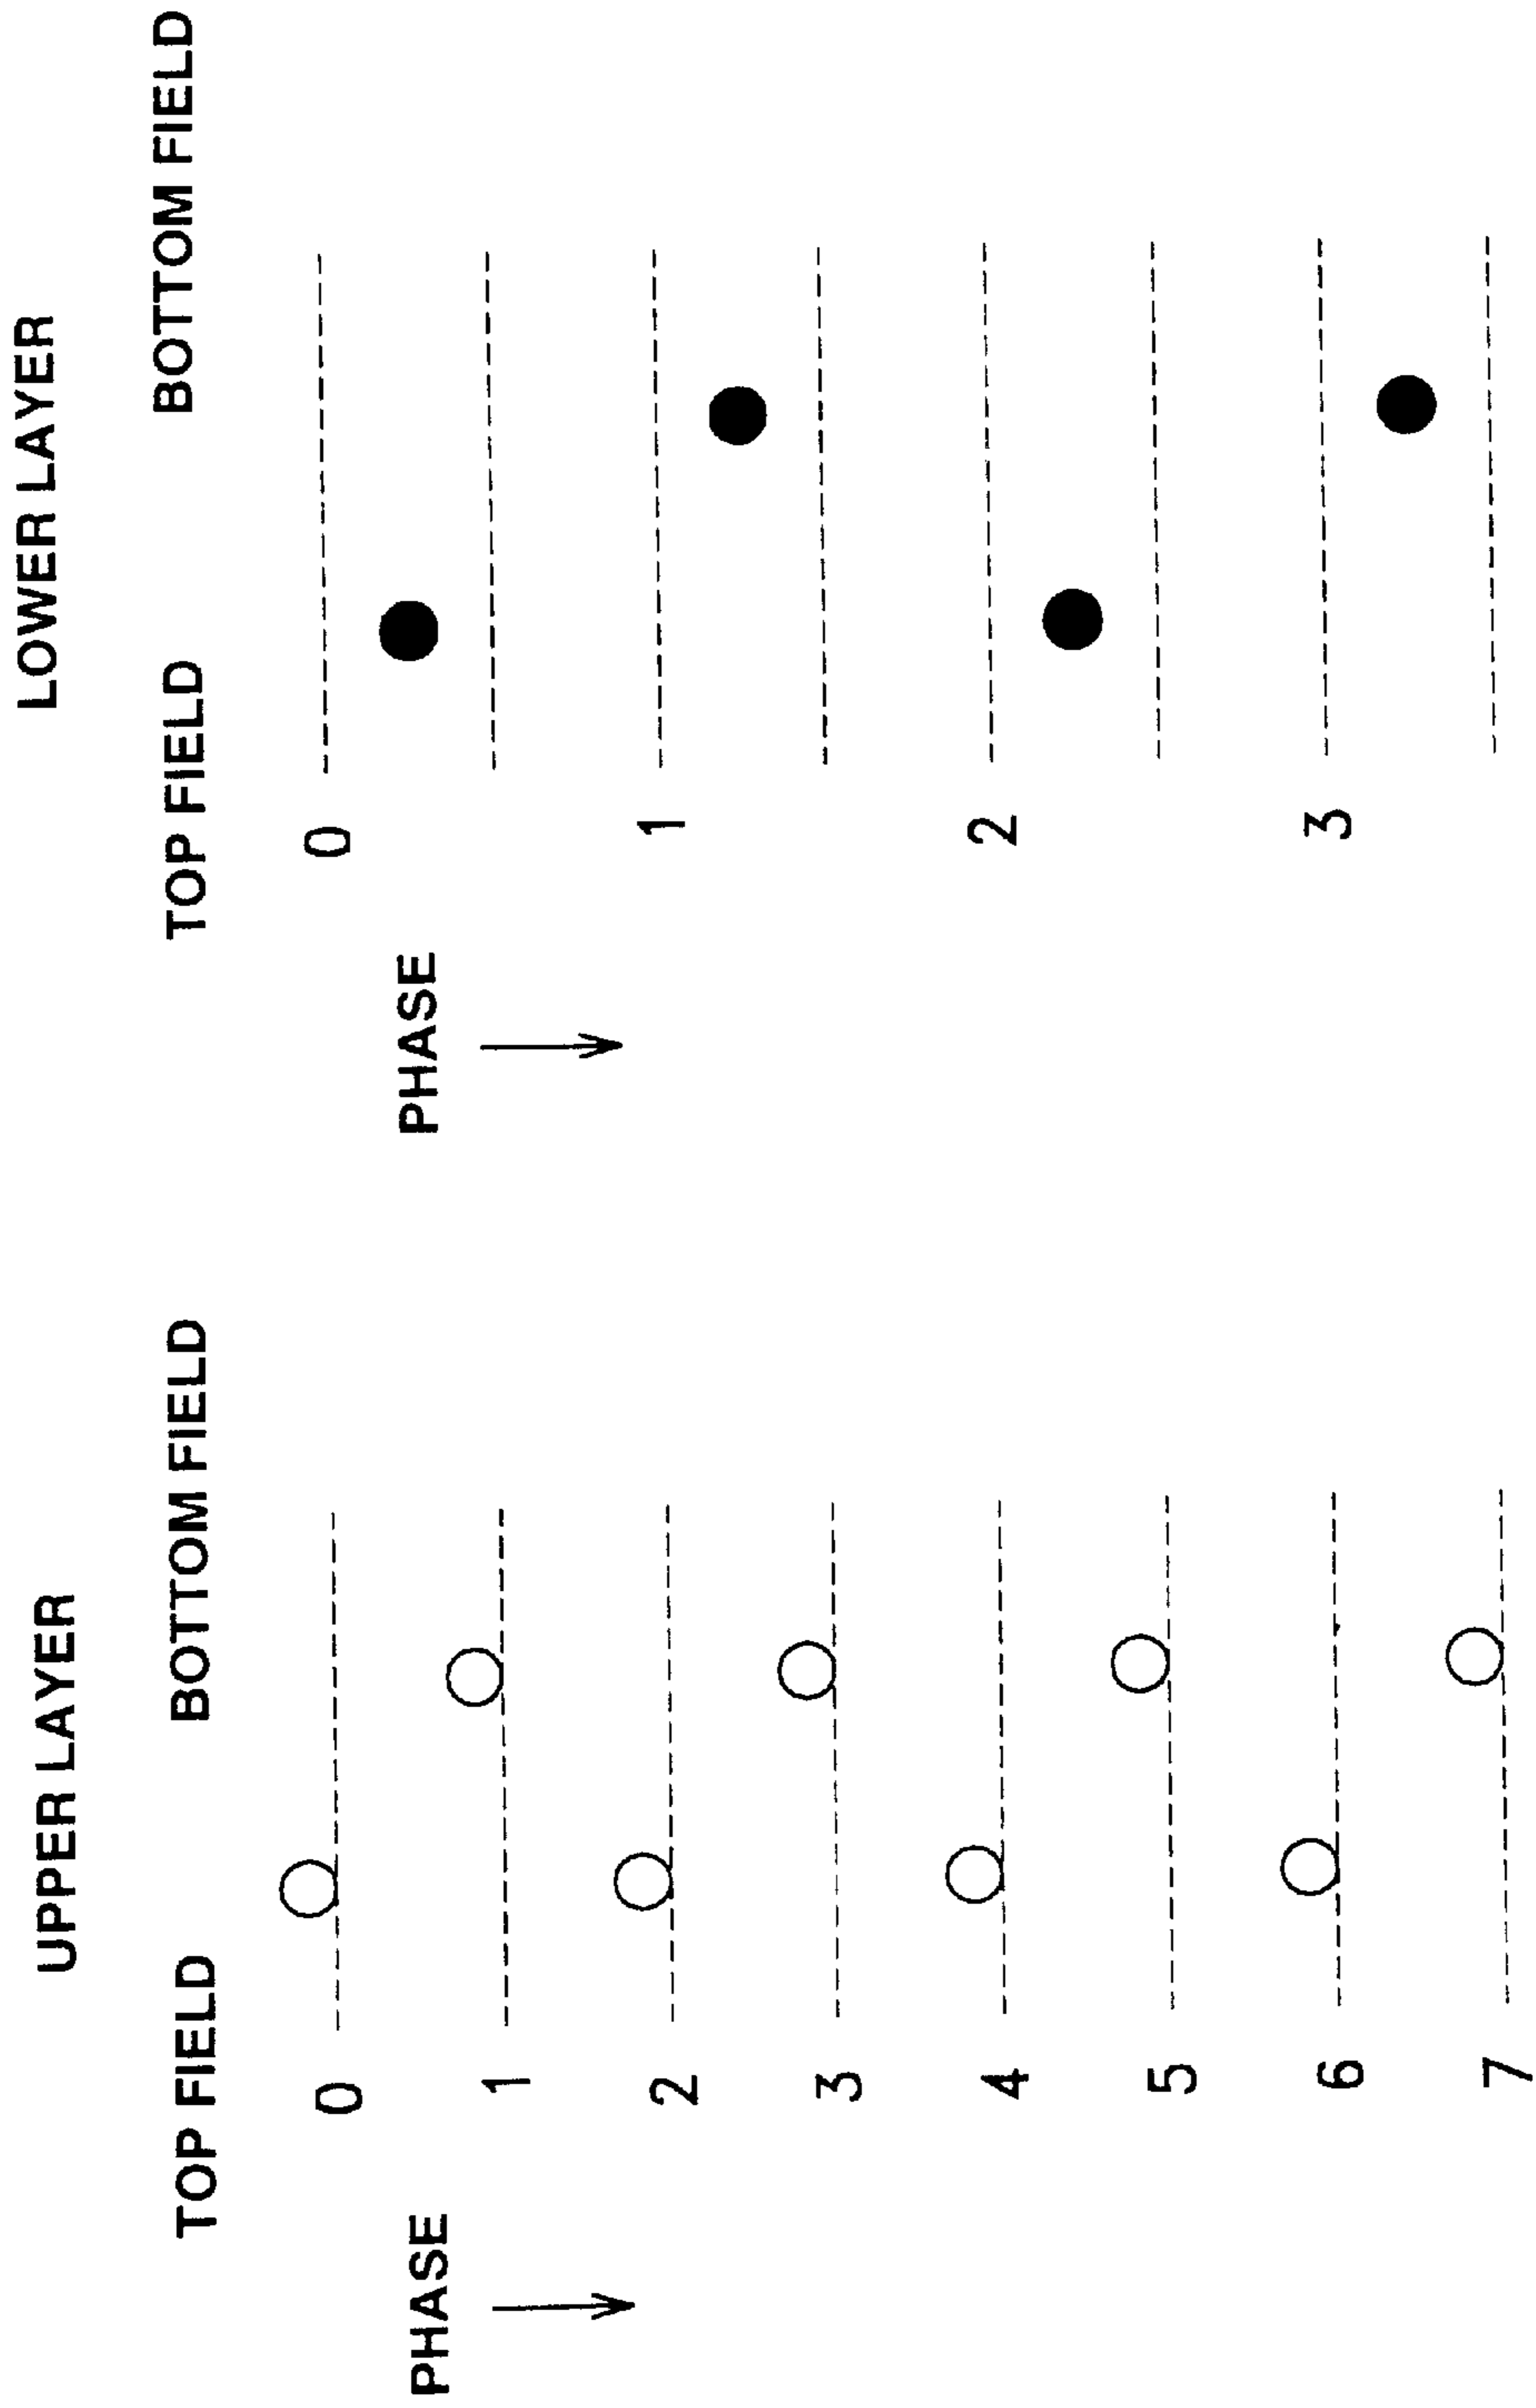 UPPER LAYER
TOP FIELD BOTTOM FIELD
PHASE
0
1
2
3
4
5
6
7
LOWER LAYER
TOP FIELD BOTTOM FIELD
PHASE
0
1
2
3